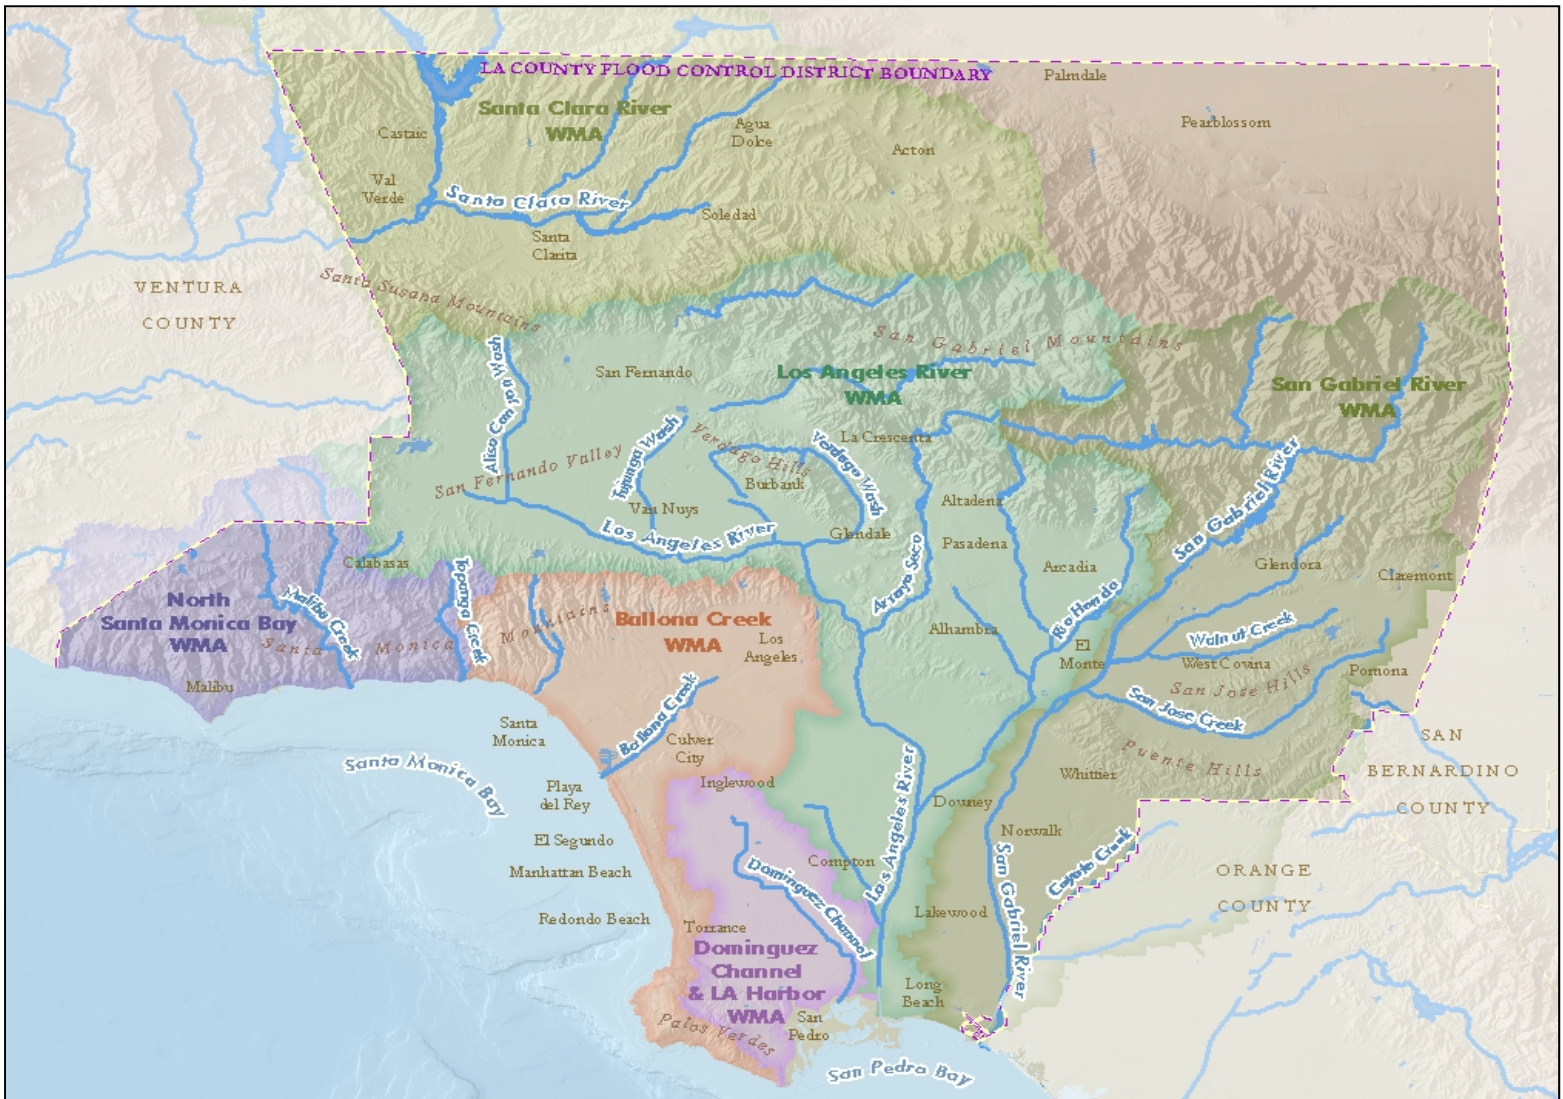 LA COUNTY FLOOD CONTROL DISTRICT BOUNDARY
Palmdale
Santa Clara River
WMA
Castaic
Agua
Dolce
Pearblossom
Acton
Val
Verde
Santa Clara River
Soledad
Santa
Clarita
VENTURA
COUNTY
Santa Susana Mountains
San Gabriel Mountains
San Fernando
Los Angeles River
WMA
San Gabriel River
WMA
Aliso Canyon Wash
Tujunga Wash
Verdugo Hills
Verdugo Wash
La Crescenta
San Fernando Valley
Burbank
Van Nuys
Los Angeles River
Glendale
Altadena
Pasadena
Arroyo Seco
Arcadia
San Gabriel River
Glendora
Claremont
Calabasas
Topanga Creek
Malibu Creek
North
Santa Monica Bay
WMA
Santa Monica Mountains
Malibu
Ballona Creek
WMA
Los
Angeles
Alhambra
Rio Hondo
El
Monte
Walnut Creek
West Covina
San Jose Hills
Pomona
San Jose Creek
Puente Hills
Santa
Monica
Ballona Creek
Culver
City
Santa Monica Bay
Inglewood
Playa
del Rey
El Segundo
Manhattan Beach
Redondo Beach
Whittier
Downey
Norwalk
SAN
BERNARDINO
COUNTY
Los Angeles River
Compton
Dominguez Channel
Coyote Creek
ORANGE
COUNTY
Lakewood
San Gabriel River
Torrance
Dominguez
Channel
& LA Harbor
WMA
Long
Beach
San
Pedro
Palos Verdes
San Pedro Bay